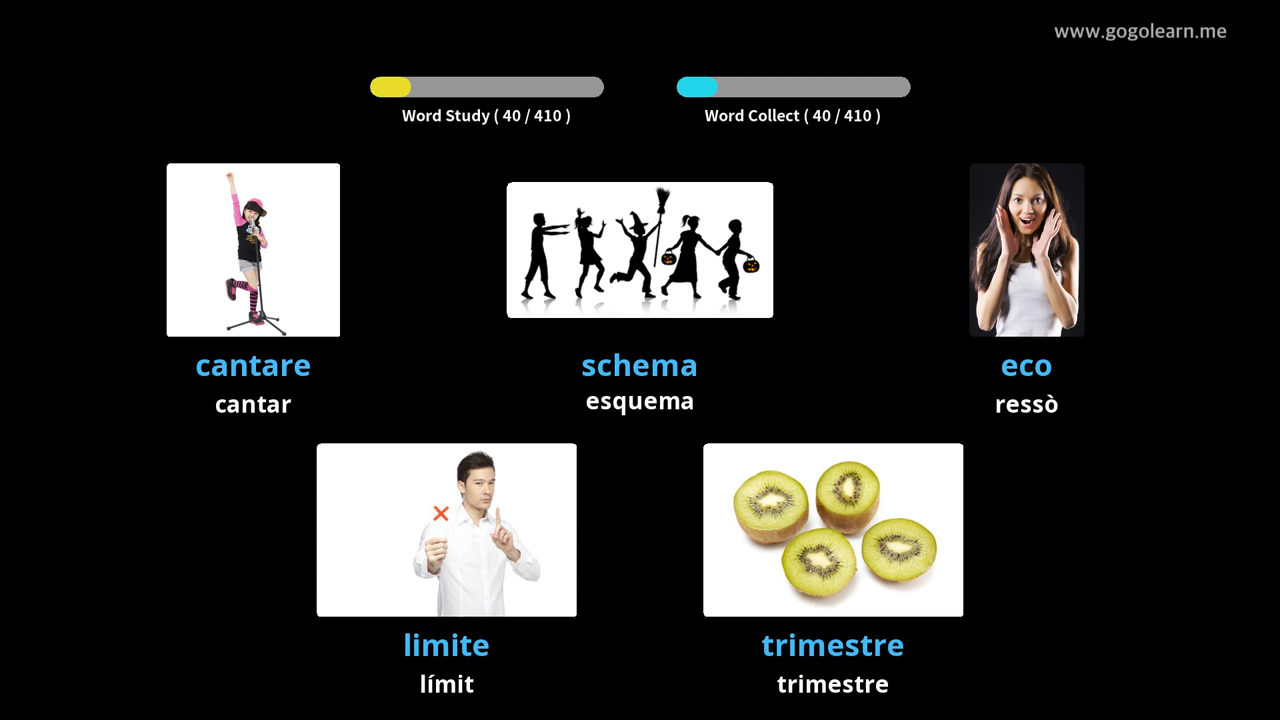 www.gogolearn.me
Word Study ( 40 / 410 )
Word Collect ( 40 / 410 )
cantare
cantar
schema
esquema
eco
ressò
limite
límit
trimestre
trimestre